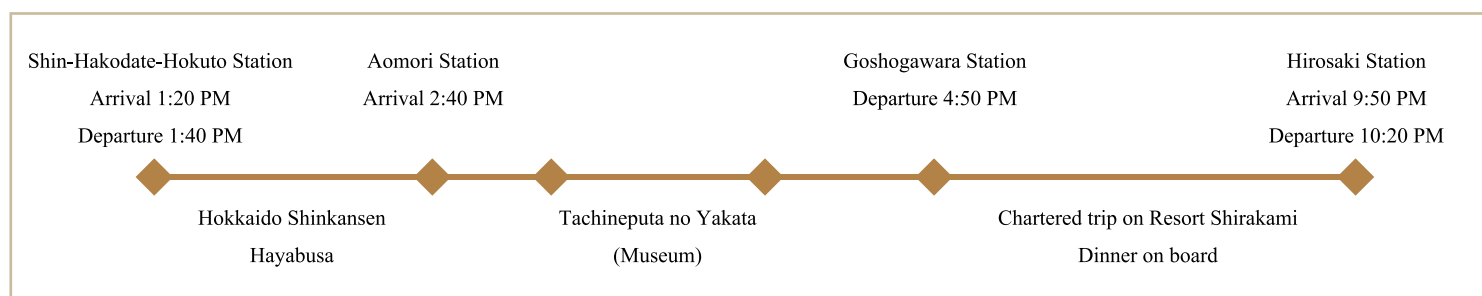 Shin-Hakodate-Hokuto Station
Arrival 1:20 PM
Departure 1:40 PM
Aomori Station
Arrival 2:40 PM
Goshogawara Station
Departure 4:50 PM
Hirosaki Station
Arrival 9:50 PM
Departure 10:20 PM
Hokkaido Shinkansen
Hayabusa
Tachineputa no Yakata
(Museum)
Chartered trip on Resort Shirakami
Dinner on board